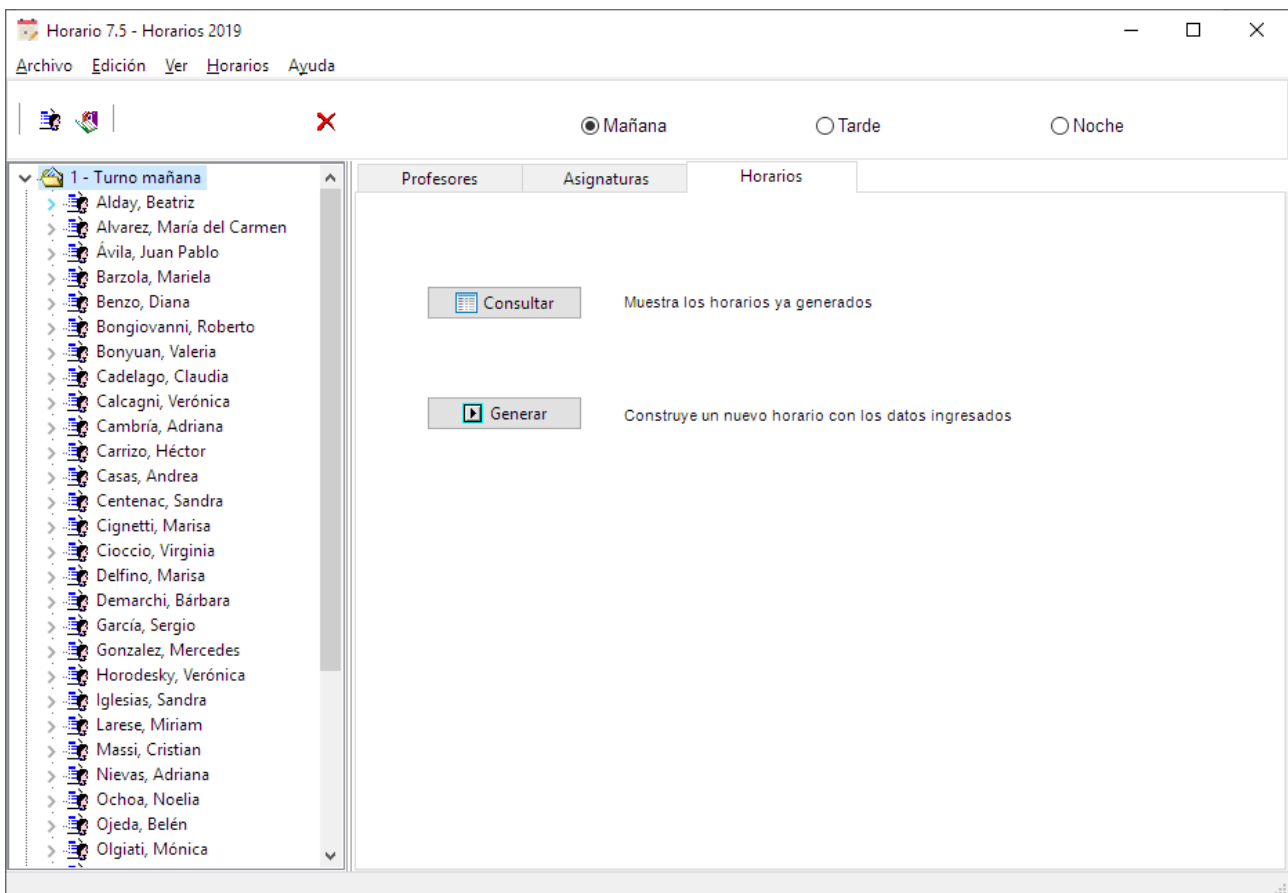 Horario 7.5 - Horarios 2019
Archivo Edición Ver Horarios Ayuda
Mañana Tarde Noche
1 - Turno mañana
Alday, Beatriz
Alvarez, María del Carmen
Ávila, Juan Pablo
Barzola, Mariela
Benzo, Diana
Bongiovanni, Roberto
Bonyuan, Valeria
Cadelago, Claudia
Calcagni, Verónica
Cambría, Adriana
Carrizo, Héctor
Casas, Andrea
Centenac, Sandra
Cignetti, Marisa
Cioccio, Virginia
Delfino, Marisa
Demarchi, Bárbara
García, Sergio
Gonzalez, Mercedes
Horodesky, Verónica
Iglesias, Sandra
Larese, Miriam
Massi, Cristian
Nievas, Adriana
Ochoa, Noelia
Ojeda, Belén
Olgiati, Mónica
Profesores Asignaturas Horarios
Consultar Muestra los horarios ya generados
Generar Construye un nuevo horario con los datos ingresados